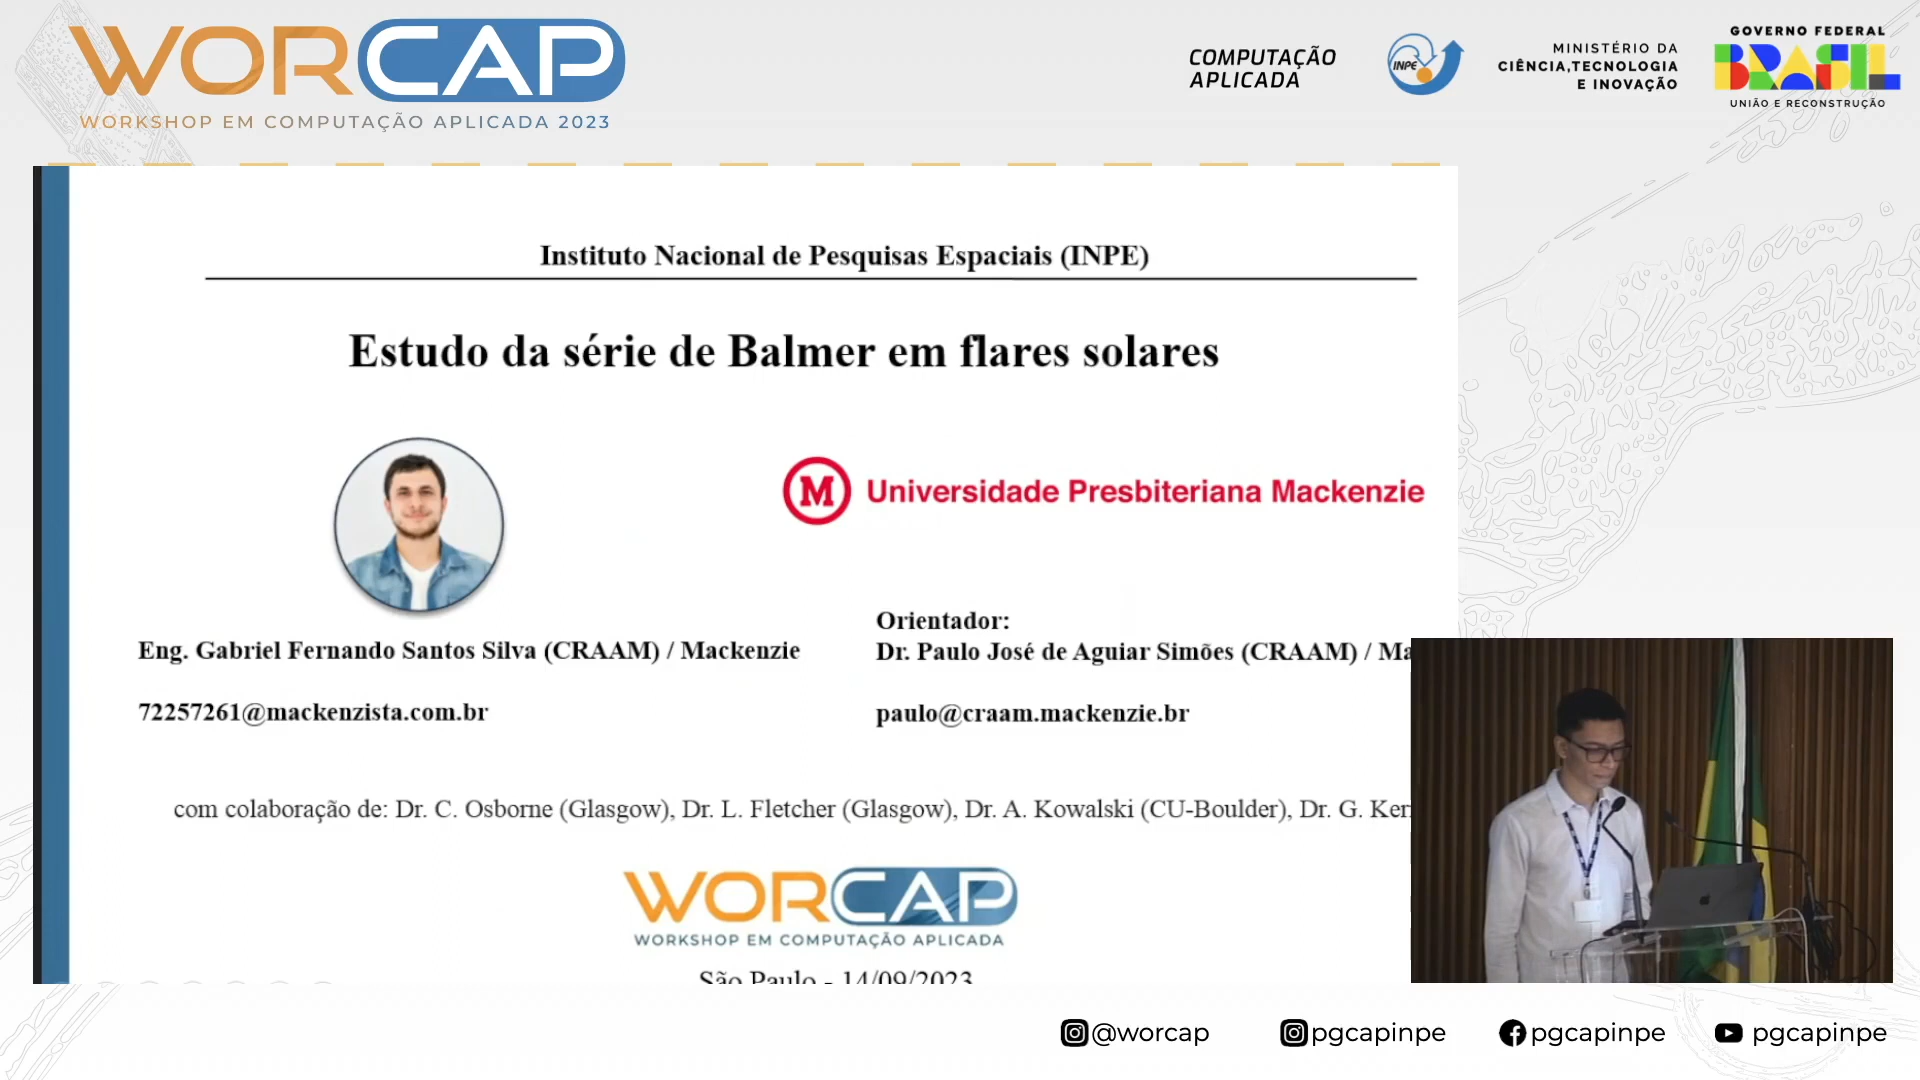 WORCAP
WORKSHOP EM COMPUTAÇÃO APLICADA 2023
COMPUTAÇÃO
APLICADA
INPE
MINISTÉRIO DA
CIÊNCIA,TECNOLOGIA
E INOVAÇÃO
GOVERNO FEDERAL
BRASIL
UNIÃO E RECONSTRUÇÃO
Instituto Nacional de Pesquisas Espaciais (INPE)
Estudo da série de Balmer em flares solares
M Universidade Presbiteriana Mackenzie
Eng. Gabriel Fernando Santos Silva (CRAAM) / Mackenzie
72257261@mackenzista.com.br
Orientador:
Dr. Paulo José de Aguiar Simões (CRAAM) / Ma
paulo@craam.mackenzie.br
com colaboração de: Dr. C. Osborne (Glasgow), Dr. L. Fletcher (Glasgow), Dr. A. Kowalski (CU-Boulder), Dr. G. Ker
WORCAP
WORKSHOP EM COMPUTAÇÃO APLICADA
São Paulo - 14/09/2023
@worcap
pgcapinpe
pgcapinpe
pgcapinpe